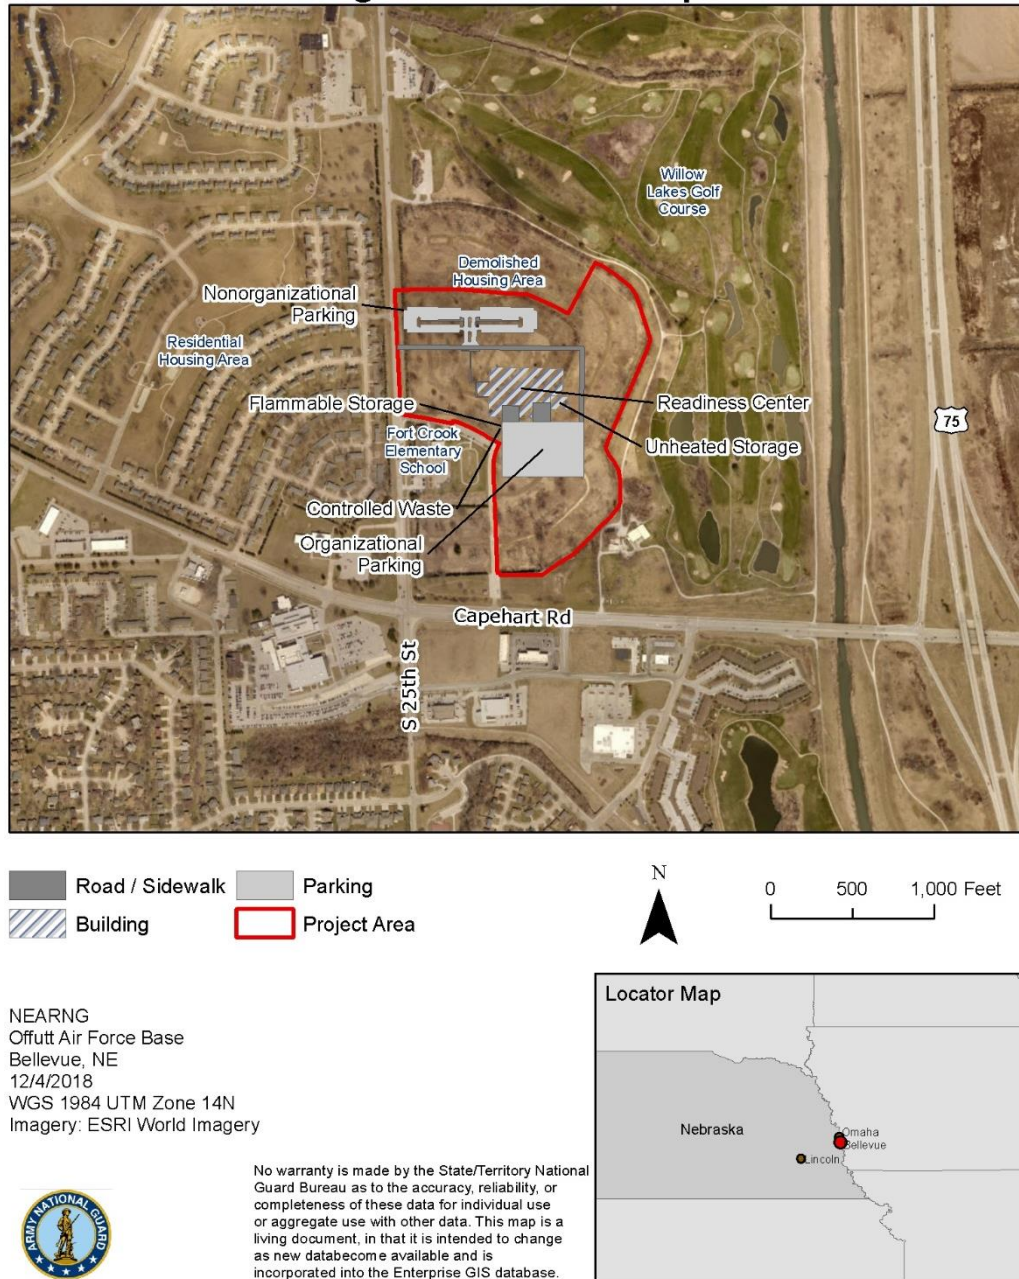 Willow
Lakes Golf
Course
Demolished
Housing Area
Nonorganizational
Parking
Residential
Housing Area
Flammable Storage
Readiness Center
75
Fort Crook
Elementary
School
Unheated Storage
Controlled Waste
Organizational
Parking
Capehart Rd
S 25th St
Road / Sidewalk
Parking
Building
Project Area
N
0 500 1,000 Feet
Locator Map
Nebraska
Omaha
Bellevue
Lincoln
NEARNG
Offutt Air Force Base
Bellevue, NE
12/4/2018
WGS 1984 UTM Zone 14N
Imagery: ESRI World Imagery
No warranty is made by the State/Territory National
Guard Bureau as to the accuracy, reliability, or
completeness of these data for individual use
or aggregate use with other data. This map is a
living document, in that it is intended to change
as new databecome available and is
incorporated into the Enterprise GIS database.
ARMY NATIONAL GUARD